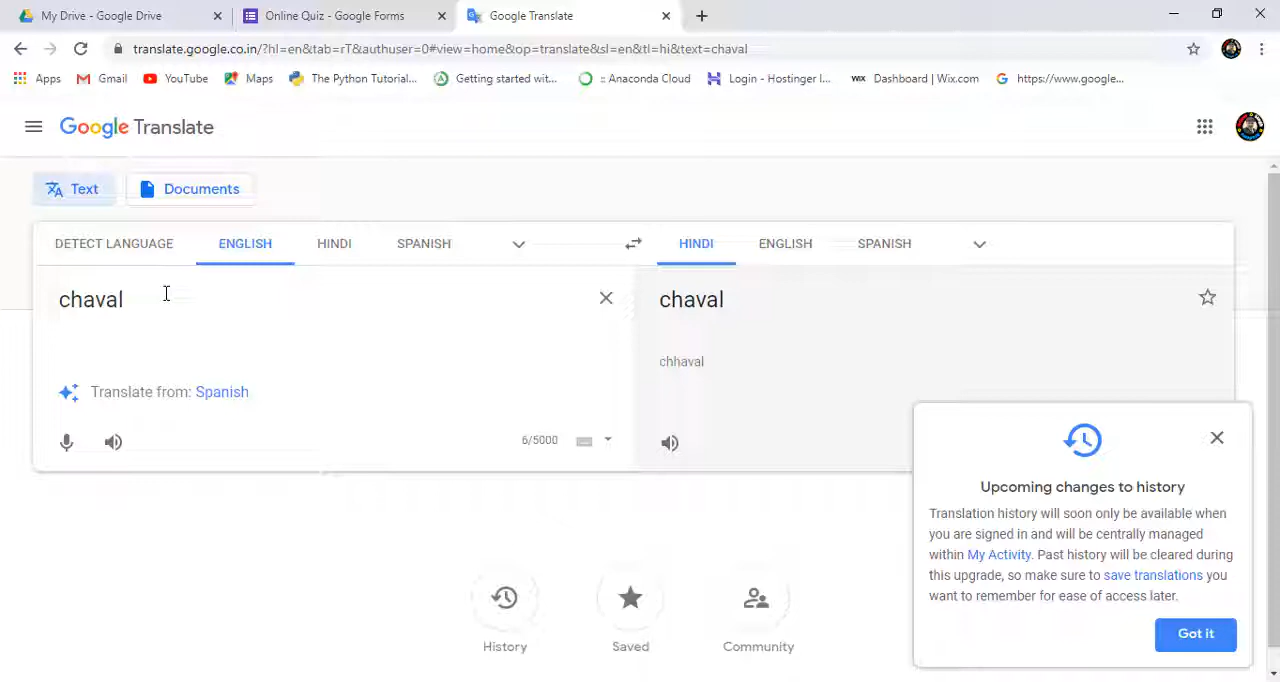 My Drive - Google Drive
Online Quiz - Google Forms
Google Translate
translate.google.co.in/?hl=en&tab=rT&authuser=0#view=home&op=translate&sl=en&tl=hi&text=chaval
Apps Gmail YouTube Maps The Python Tutorial... Getting started wit... :: Anaconda Cloud Login - Hostinger I... WIX Dashboard | Wix.com https://www.google...
Google Translate
Text Documents
DETECT LANGUAGE ENGLISH HINDI SPANISH HINDI ENGLISH SPANISH
chaval
chaval
chhaval
Translate from: Spanish
6/5000
Upcoming changes to history
Translation history will soon only be available when
you are signed in and will be centrally managed
within My Activity. Past history will be cleared during
this upgrade, so make sure to save translations you
want to remember for ease of access later.
Got it
History Saved Community